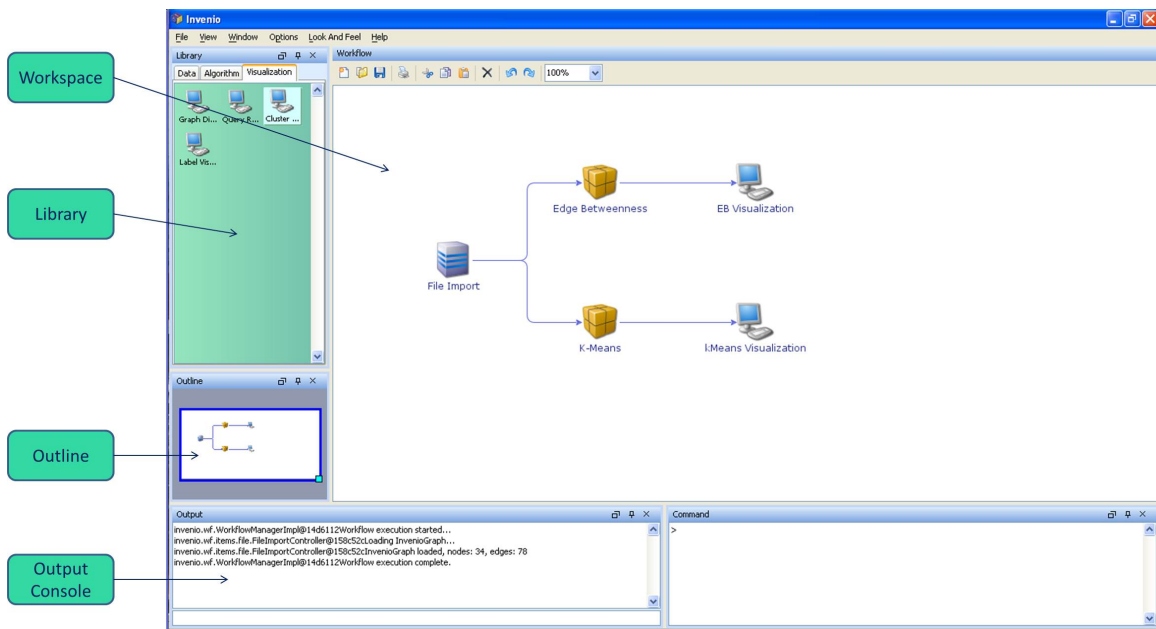 Invenio
File View Window Options Look And Feel Help
Workspace
Library
Workflow
Data Algorithm Visualization
100%
Graph Di... Query R... Cluster ...
Label Vis...
Edge Betweenness
EB Visualization
Library
File Import
K-Means
kMeans Visualization
Outline
Outline
Output
Command
invenio.wf.WorkflowManagerImpl@14d6112Workflow execution started...
invenio.wf.items.file.FileImportController@158c52cLoading InvenioGraph...
invenio.wf.items.file.FileImportController@158c52cInvenioGraph loaded, nodes: 34, edges: 78
invenio.wf.WorkflowManagerImpl@14d6112Workflow execution complete.
>
Output
Console